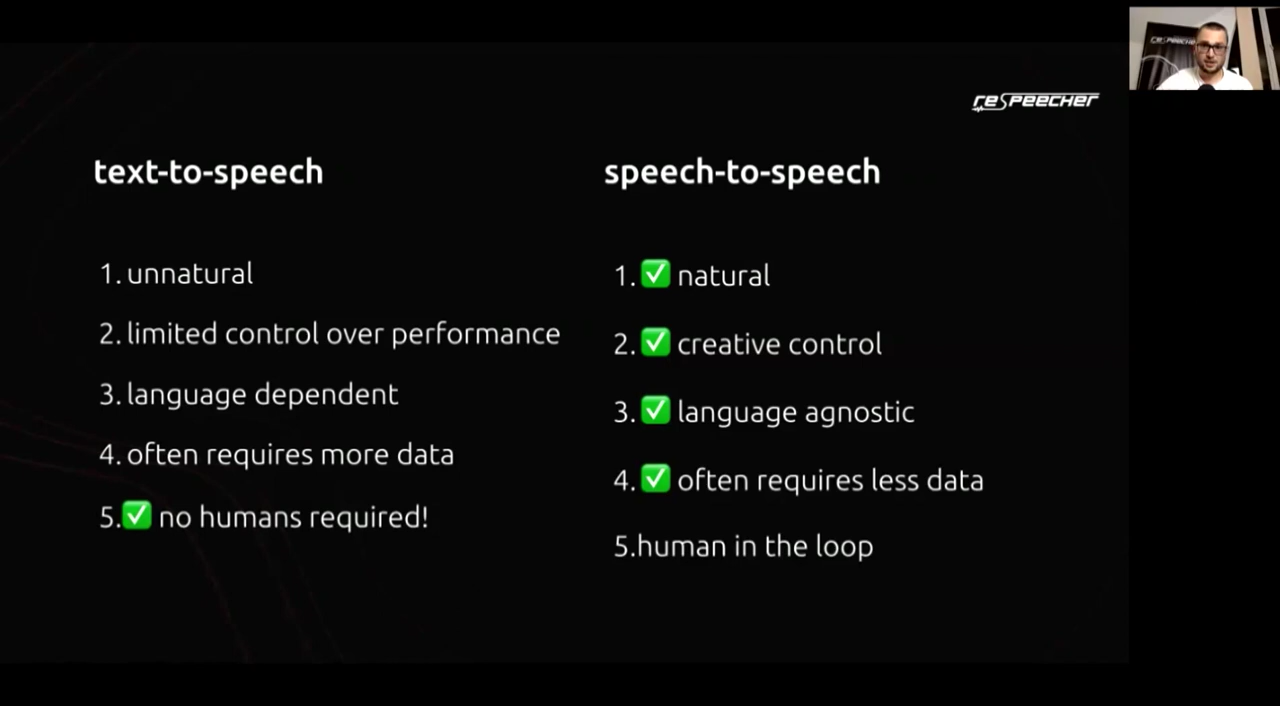 reSpeecher
text-to-speech
1. unnatural
2. limited control over performance
3. language dependent
4. often requires more data
5.✅ no humans required!
speech-to-speech
1. ✅ natural
2. ✅ creative control
3. ✅ language agnostic
4. ✅ often requires less data
5.human in the loop
reSpeecher